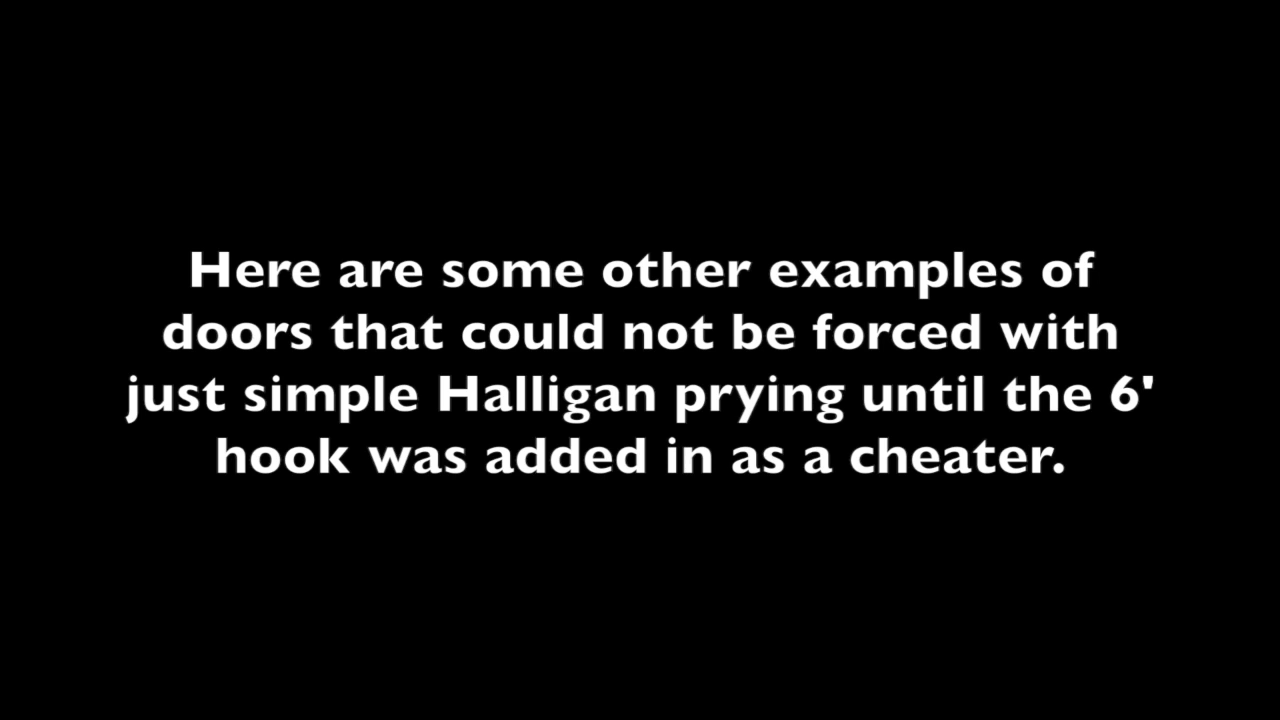 Here are some other examples of
doors that could not be forced with
just simple Halligan prying until the 6'
hook was added in as a cheater.